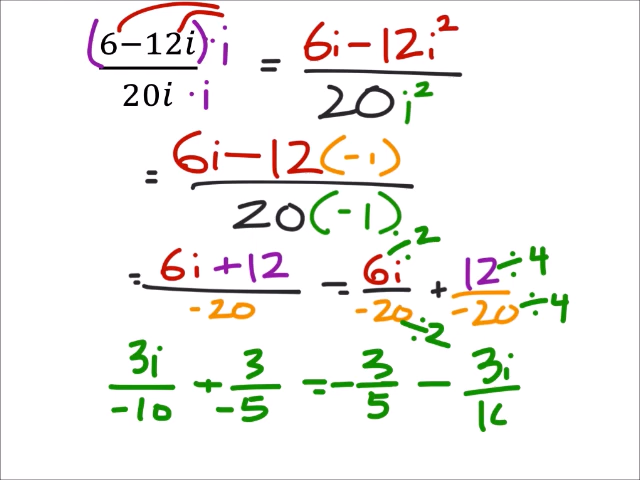 (6−12i)·i / 20i·i = 6i−12i² / 20i²
= 6i−12(−1) / 20(−1)
= 6i+12 / -20 = 6i÷2 / -20÷2 + 12÷4 / -20÷4
3i / -10 + 3 / -5 = -3 / 5 − 3i / 10